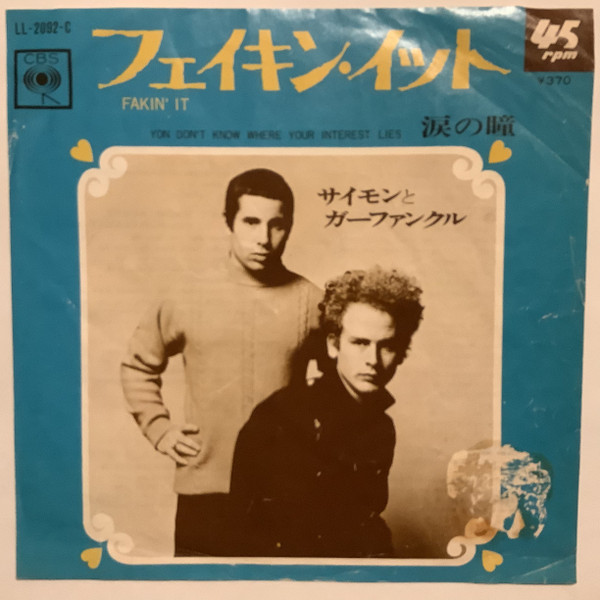 LL-2092-C
CBS
フェイキン・イット
FAKIN' IT
45
rpm
¥370
YON DON'T KNOW WHERE YOUR INTEREST LIES
涙の瞳
サイモンと
ガーファンクル